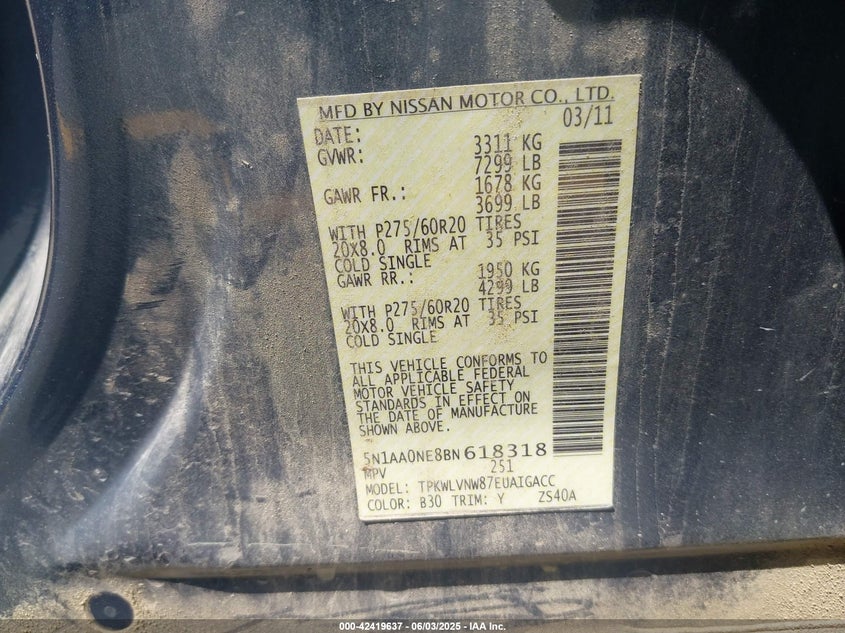 MFD BY NISSAN MOTOR CO., LTD.
DATE: 03/11
GVWR: 3311 KG
7299 LB
GAWR FR.: 1678 KG
3699 LB
WITH P275/60R20 TIRES
20X8.0 RIMS AT 35 PSI
COLD SINGLE
GAWR RR.: 1950 KG
4299 LB
WITH P275/60R20 TIRES
20X8.0 RIMS AT 35 PSI
COLD SINGLE
THIS VEHICLE CONFORMS TO
ALL APPLICABLE FEDERAL
MOTOR VEHICLE SAFETY
STANDARDS IN EFFECT ON
THE DATE OF MANUFACTURE
SHOWN ABOVE.
5N1AA0NE8BN618318
MPV 251
MODEL: TPKWLVNW87EUAIGACC
COLOR: B30 TRIM: Y ZS40A
000-42419637 - 06/03/2025 - IAA Inc.